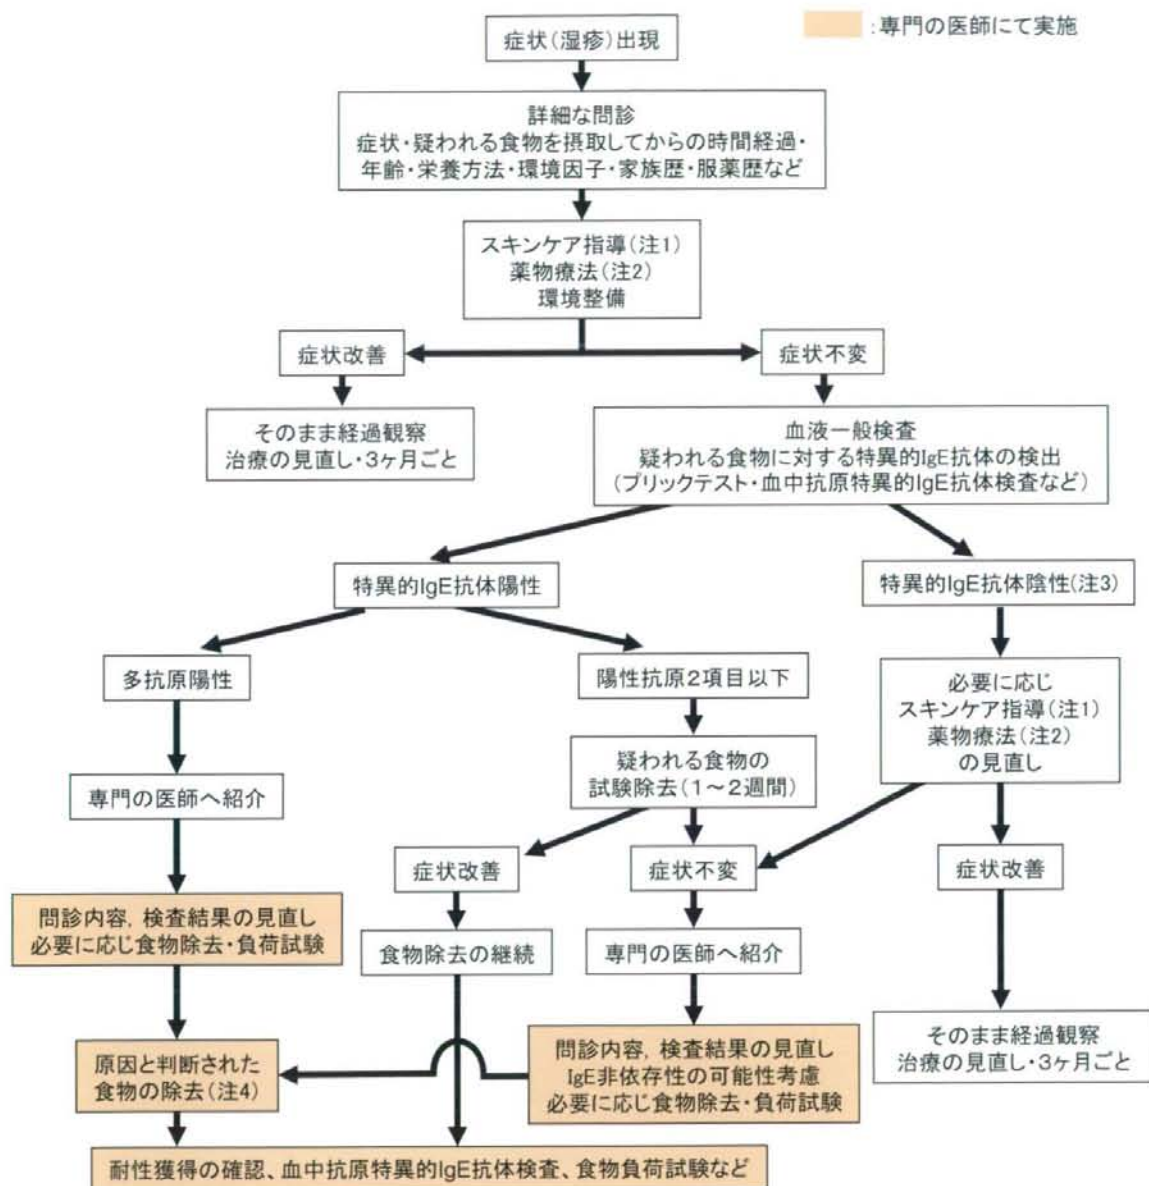 :専門の医師にて実施
症状(湿疹)出現
詳細な問診
症状・疑われる食物を摂取してからの時間経過・
年齢・栄養方法・環境因子・家族歴・服薬歴など
スキンケア指導(注1)
薬物療法(注2)
環境整備
症状改善
症状不変
そのまま経過観察
治療の見直し・3ヶ月ごと
血液一般検査
疑われる食物に対する特異的IgE抗体の検出
(プリックテスト・血中抗原特異的IgE抗体検査など)
特異的IgE抗体陽性
特異的IgE抗体陰性(注3)
多抗原陽性
陽性抗原2項目以下
必要に応じ
スキンケア指導(注1)
薬物療法(注2)
の見直し
専門の医師へ紹介
疑われる食物の
試験除去(1~2週間)
症状改善
症状不変
症状改善
問診内容, 検査結果の見直し
必要に応じ食物除去・負荷試験
食物除去の継続
専門の医師へ紹介
そのまま経過観察
治療の見直し・3ヶ月ごと
原因と判断された
食物の除去(注4)
問診内容, 検査結果の見直し
IgE非依存性の可能性考慮
必要に応じ食物除去・負荷試験
耐性獲得の確認、血中抗原特異的IgE抗体検査、食物負荷試験など